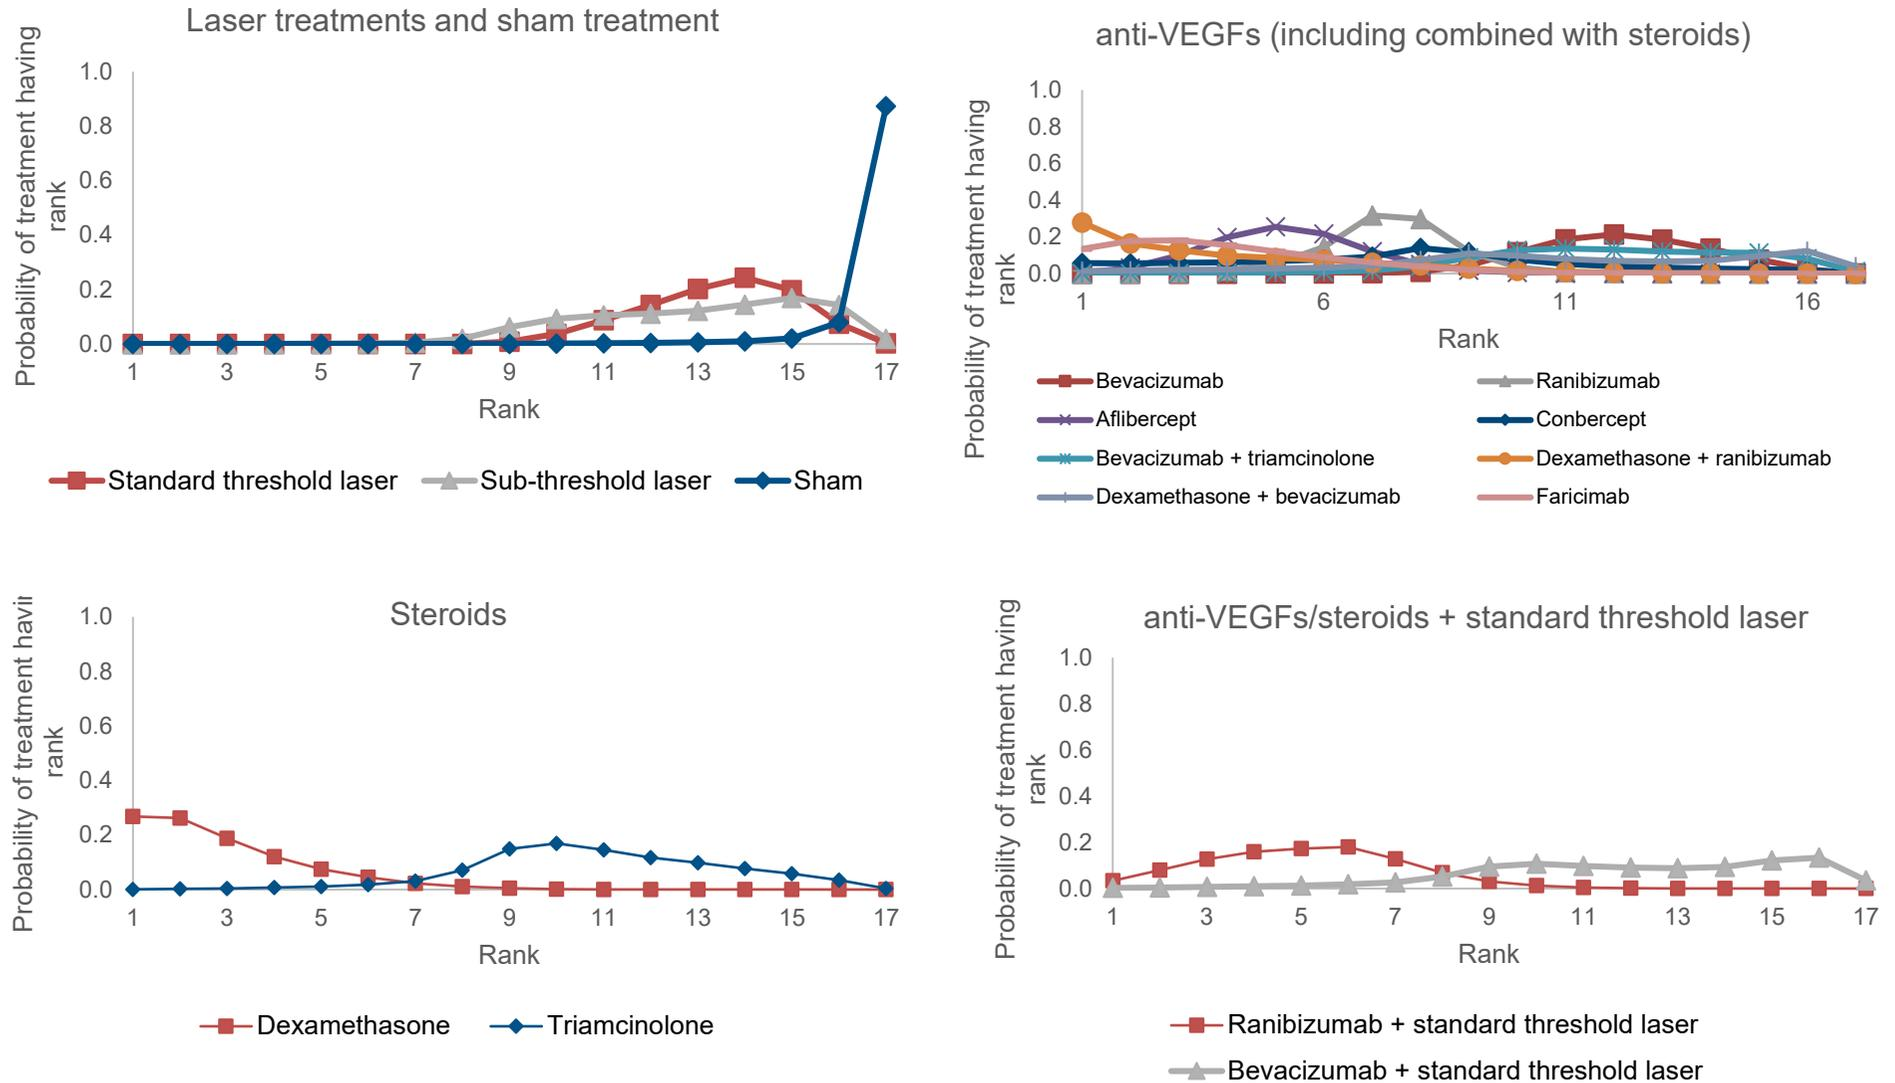 Laser treatments and sham treatment
Probability of treatment having
rank
1.0
0.8
0.6
0.4
0.2
0.0
1 3 5 7 9 11 13 15 17
Rank
Standard threshold laser Sub-threshold laser Sham
anti-VEGFs (including combined with steroids)
Probability of treatment having
rank
1.0
0.8
0.6
0.4
0.2
0.0
1 6 11 16
Rank
Bevacizumab Ranibizumab
Aflibercept Conbercept
Bevacizumab + triamcinolone Dexamethasone + ranibizumab
Dexamethasone + bevacizumab Faricimab
Steroids
Probability of treatment havin
rank
1.0
0.8
0.6
0.4
0.2
0.0
1 3 5 7 9 11 13 15 17
Rank
Dexamethasone Triamcinolone
anti-VEGFs/steroids + standard threshold laser
Probability of treatment having
rank
1.0
0.8
0.6
0.4
0.2
0.0
1 3 5 7 9 11 13 15 17
Rank
Ranibizumab + standard threshold laser
Bevacizumab + standard threshold laser